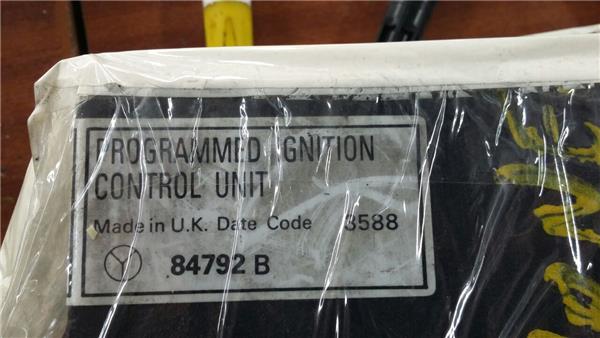 PROGRAMMED IGNITION
CONTROL UNIT
Made in U.K. Date Code 3588
84792 B